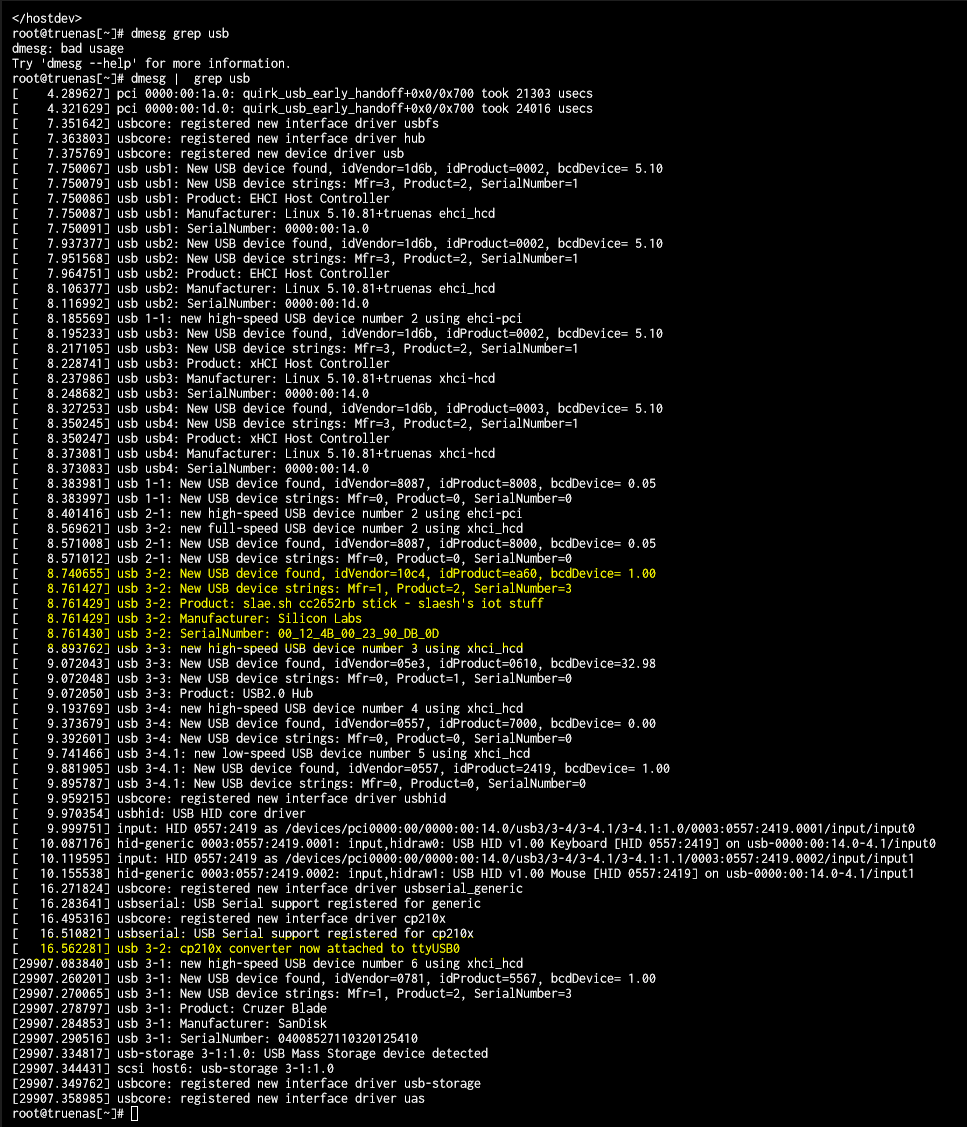 </hostdev>
root@truenas[~]# dmesg grep usb
dmesg: bad usage
Try 'dmesg --help' for more information.
root@truenas[~]# dmesg |  grep usb
[    4.289627] pci 0000:00:1a.0: quirk_usb_early_handoff+0x0/0x700 took 21303 usecs
[    4.321629] pci 0000:00:1d.0: quirk_usb_early_handoff+0x0/0x700 took 24016 usecs
[    7.351642] usbcore: registered new interface driver usbfs
[    7.363803] usbcore: registered new interface driver hub
[    7.375769] usbcore: registered new device driver usb
[    7.750067] usb usb1: New USB device found, idVendor=1d6b, idProduct=0002, bcdDevice= 5.10
[    7.750079] usb usb1: New USB device strings: Mfr=3, Product=2, SerialNumber=1
[    7.750086] usb usb1: Product: EHCI Host Controller
[    7.750087] usb usb1: Manufacturer: Linux 5.10.81+truenas ehci_hcd
[    7.750091] usb usb1: SerialNumber: 0000:00:1a.0
[    7.937377] usb usb2: New USB device found, idVendor=1d6b, idProduct=0002, bcdDevice= 5.10
[    7.951568] usb usb2: New USB device strings: Mfr=3, Product=2, SerialNumber=1
[    7.964751] usb usb2: Product: EHCI Host Controller
[    8.106377] usb usb2: Manufacturer: Linux 5.10.81+truenas ehci_hcd
[    8.116992] usb usb2: SerialNumber: 0000:00:1d.0
[    8.185569] usb 1-1: new high-speed USB device number 2 using ehci-pci
[    8.195233] usb usb3: New USB device found, idVendor=1d6b, idProduct=0002, bcdDevice= 5.10
[    8.217105] usb usb3: New USB device strings: Mfr=3, Product=2, SerialNumber=1
[    8.228741] usb usb3: Product: xHCI Host Controller
[    8.237986] usb usb3: Manufacturer: Linux 5.10.81+truenas xhci-hcd
[    8.248682] usb usb3: SerialNumber: 0000:00:14.0
[    8.327253] usb usb4: New USB device found, idVendor=1d6b, idProduct=0003, bcdDevice= 5.10
[    8.350245] usb usb4: New USB device strings: Mfr=3, Product=2, SerialNumber=1
[    8.350247] usb usb4: Product: xHCI Host Controller
[    8.373081] usb usb4: Manufacturer: Linux 5.10.81+truenas xhci-hcd
[    8.373083] usb usb4: SerialNumber: 0000:00:14.0
[    8.383981] usb 1-1: New USB device found, idVendor=8087, idProduct=8008, bcdDevice= 0.05
[    8.383997] usb 1-1: New USB device strings: Mfr=0, Product=0, SerialNumber=0
[    8.401416] usb 2-1: new high-speed USB device number 2 using ehci-pci
[    8.569621] usb 3-2: new full-speed USB device number 2 using xhci_hcd
[    8.571008] usb 2-1: New USB device found, idVendor=8087, idProduct=8000, bcdDevice= 0.05
[    8.571012] usb 2-1: New USB device strings: Mfr=0, Product=0, SerialNumber=0
[    8.740655] usb 3-2: New USB device found, idVendor=10c4, idProduct=ea60, bcdDevice= 1.00
[    8.761427] usb 3-2: New USB device strings: Mfr=1, Product=2, SerialNumber=3
[    8.761429] usb 3-2: Product: slae.sh cc2652rb stick - slaesh's iot stuff
[    8.761429] usb 3-2: Manufacturer: Silicon Labs
[    8.761430] usb 3-2: SerialNumber: 00_12_4B_00_23_90_DB_0D
[    8.893762] usb 3-3: new high-speed USB device number 3 using xhci_hcd
[    9.072043] usb 3-3: New USB device found, idVendor=05e3, idProduct=0610, bcdDevice=32.98
[    9.072048] usb 3-3: New USB device strings: Mfr=0, Product=1, SerialNumber=0
[    9.072050] usb 3-3: Product: USB2.0 Hub
[    9.193769] usb 3-4: new high-speed USB device number 4 using xhci_hcd
[    9.373679] usb 3-4: New USB device found, idVendor=0557, idProduct=7000, bcdDevice= 0.00
[    9.392601] usb 3-4: New USB device strings: Mfr=0, Product=0, SerialNumber=0
[    9.741466] usb 3-4.1: new low-speed USB device number 5 using xhci_hcd
[    9.881905] usb 3-4.1: New USB device found, idVendor=0557, idProduct=2419, bcdDevice= 1.00
[    9.895787] usb 3-4.1: New USB device strings: Mfr=0, Product=0, SerialNumber=0
[    9.959215] usbcore: registered new interface driver usbhid
[    9.970354] usbhid: USB HID core driver
[    9.999751] input: HID 0557:2419 as /devices/pci0000:00/0000:00:14.0/usb3/3-4/3-4.1/3-4.1:1.0/0003:0557:2419.0001/input/input0
[   10.087176] hid-generic 0003:0557:2419.0001: input,hidraw0: USB HID v1.00 Keyboard [HID 0557:2419] on usb-0000:00:14.0-4.1/input0
[   10.119595] input: HID 0557:2419 as /devices/pci0000:00/0000:00:14.0/usb3/3-4/3-4.1/3-4.1:1.1/0003:0557:2419.0002/input/input1
[   10.155538] hid-generic 0003:0557:2419.0002: input,hidraw1: USB HID v1.00 Mouse [HID 0557:2419] on usb-0000:00:14.0-4.1/input1
[   16.271824] usbcore: registered new interface driver usbserial_generic
[   16.283641] usbserial: USB Serial support registered for generic
[   16.495316] usbcore: registered new interface driver cp210x
[   16.510821] usbserial: USB Serial support registered for cp210x
[   16.562281] usb 3-2: cp210x converter now attached to ttyUSB0
[29907.083840] usb 3-1: new high-speed USB device number 6 using xhci_hcd
[29907.260201] usb 3-1: New USB device found, idVendor=0781, idProduct=5567, bcdDevice= 1.00
[29907.270065] usb 3-1: New USB device strings: Mfr=1, Product=2, SerialNumber=3
[29907.278797] usb 3-1: Product: Cruzer Blade
[29907.284853] usb 3-1: Manufacturer: SanDisk
[29907.290516] usb 3-1: SerialNumber: 04008527110320125410
[29907.334817] usb-storage 3-1:1.0: USB Mass Storage device detected
[29907.344431] scsi host6: usb-storage 3-1:1.0
[29907.349762] usbcore: registered new interface driver usb-storage
[29907.358985] usbcore: registered new interface driver uas
root@truenas[~]#